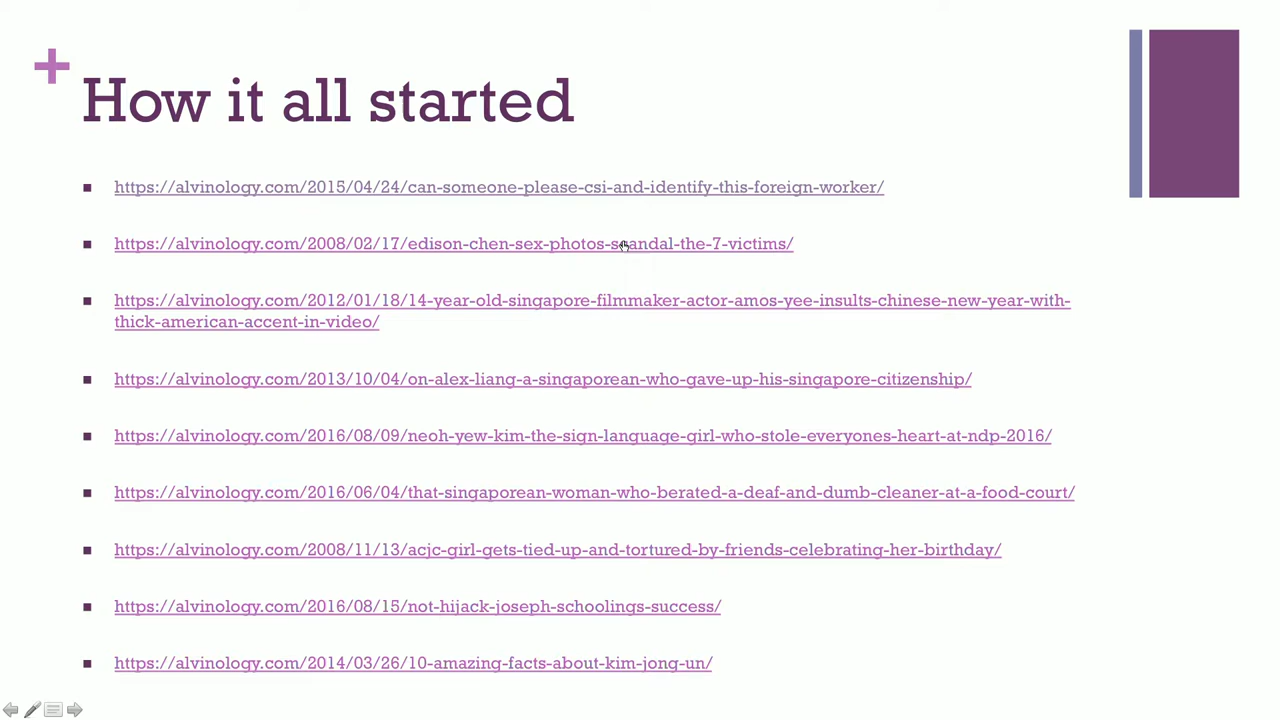 How it all started
https://alvinology.com/2015/04/24/can-someone-please-csi-and-identify-this-foreign-worker/
https://alvinology.com/2008/02/17/edison-chen-sex-photos-scandal-the-7-victims/
https://alvinology.com/2012/01/18/14-year-old-singapore-filmmaker-actor-amos-yee-insults-chinese-new-year-with-
thick-american-accent-in-video/
https://alvinology.com/2013/10/04/on-alex-liang-a-singaporean-who-gave-up-his-singapore-citizenship/
https://alvinology.com/2016/08/09/neoh-yew-kim-the-sign-language-girl-who-stole-everyones-heart-at-ndp-2016/
https://alvinology.com/2016/06/04/that-singaporean-woman-who-berated-a-deaf-and-dumb-cleaner-at-a-food-court/
https://alvinology.com/2008/11/13/acjc-girl-gets-tied-up-and-tortured-by-friends-celebrating-her-birthday/
https://alvinology.com/2016/08/15/not-hijack-joseph-schoolings-success/
https://alvinology.com/2014/03/26/10-amazing-facts-about-kim-jong-un/